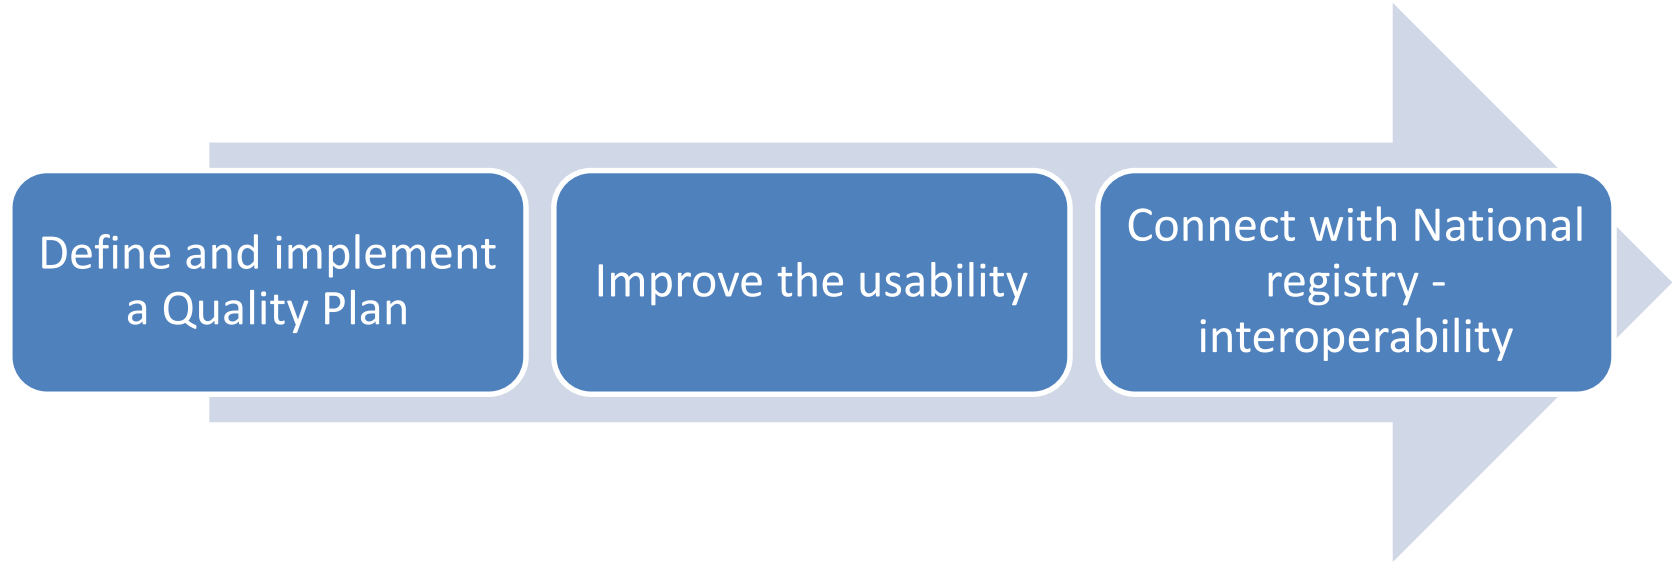 Define and implement
a Quality Plan
Improve the usability
Connect with National
registry -
interoperability